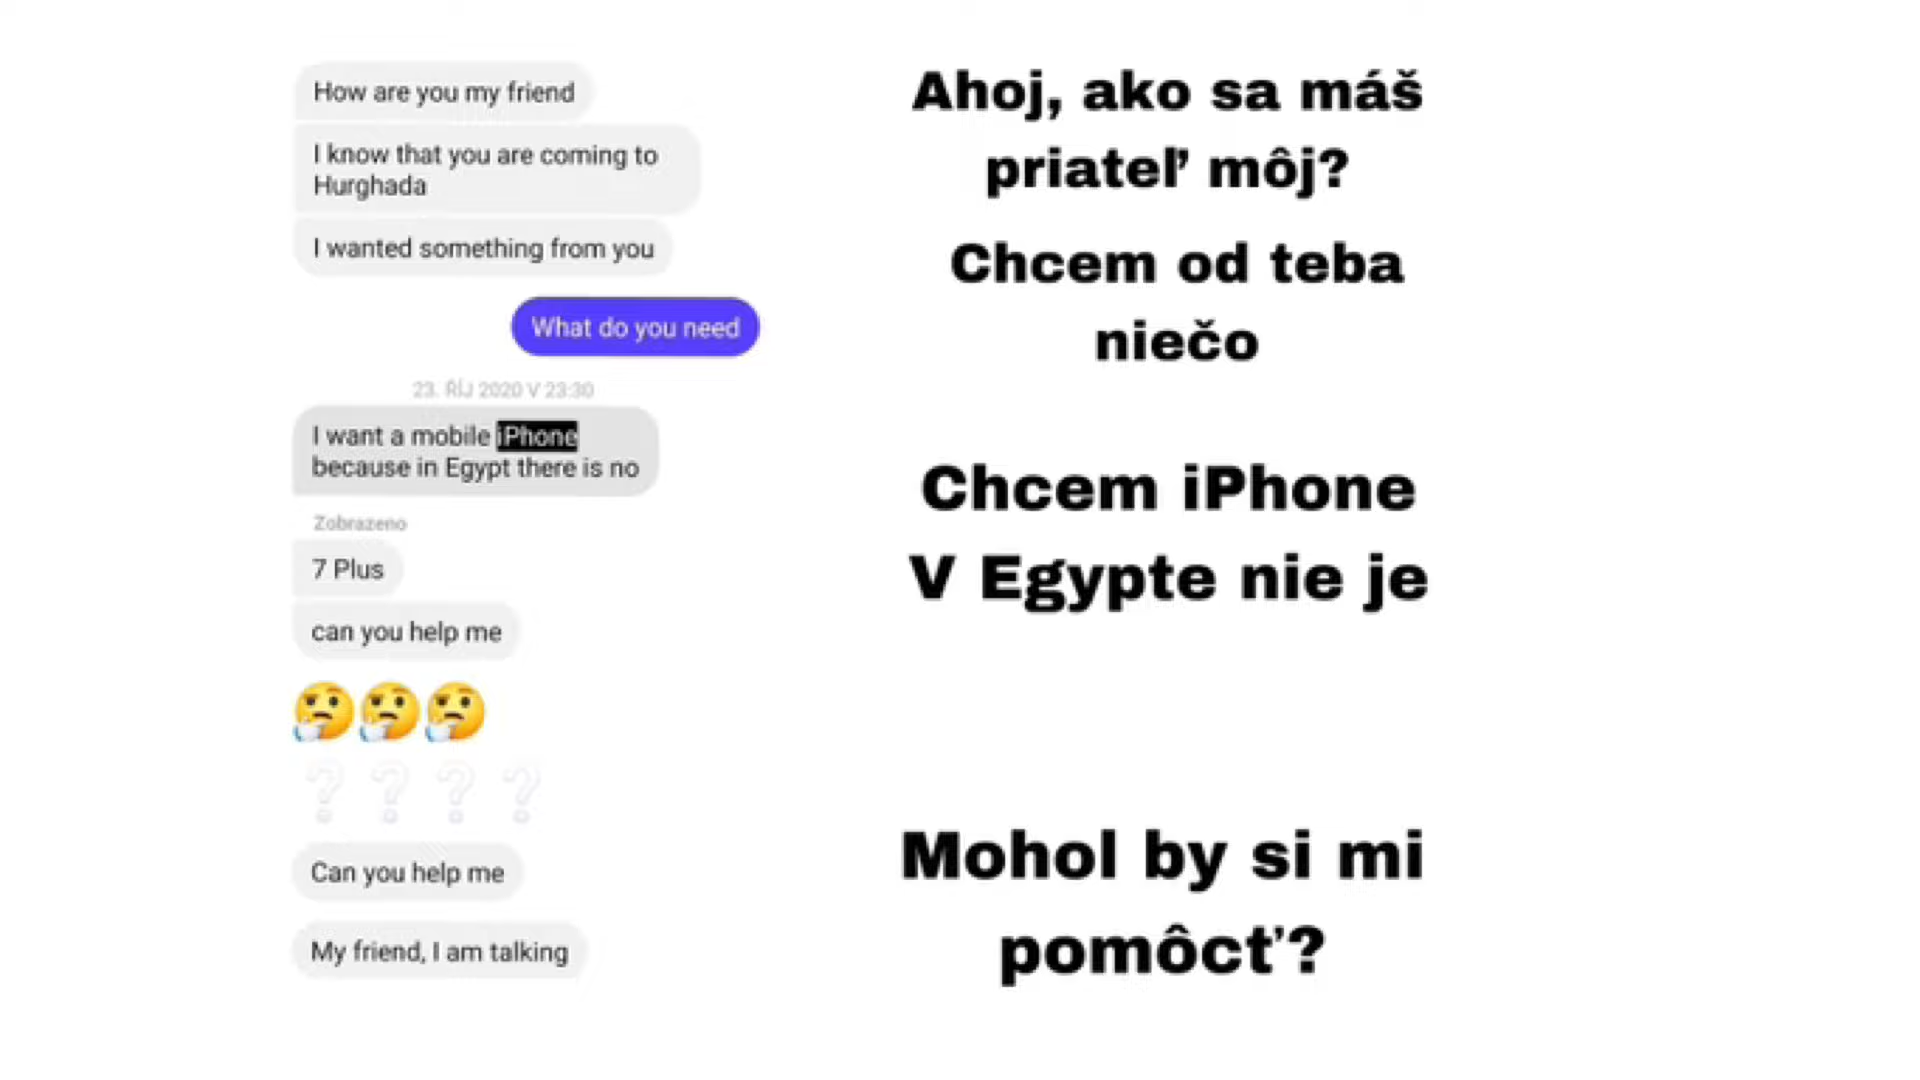 How are you my friend
I know that you are coming to
Hurghada
I wanted something from you
What do you need
23. ŘÍJ 2020 V 23:30
I want a mobile iPhone
because in Egypt there is no
Zobrazeno
7 Plus
can you help me
🤔🤔🤔
❔❔❔❔
Can you help me
My friend, I am talking
Ahoj, ako sa máš
priateľ môj?
Chcem od teba
niečo
Chcem iPhone
V Egypte nie je
Mohol by si mi
pomôcť?